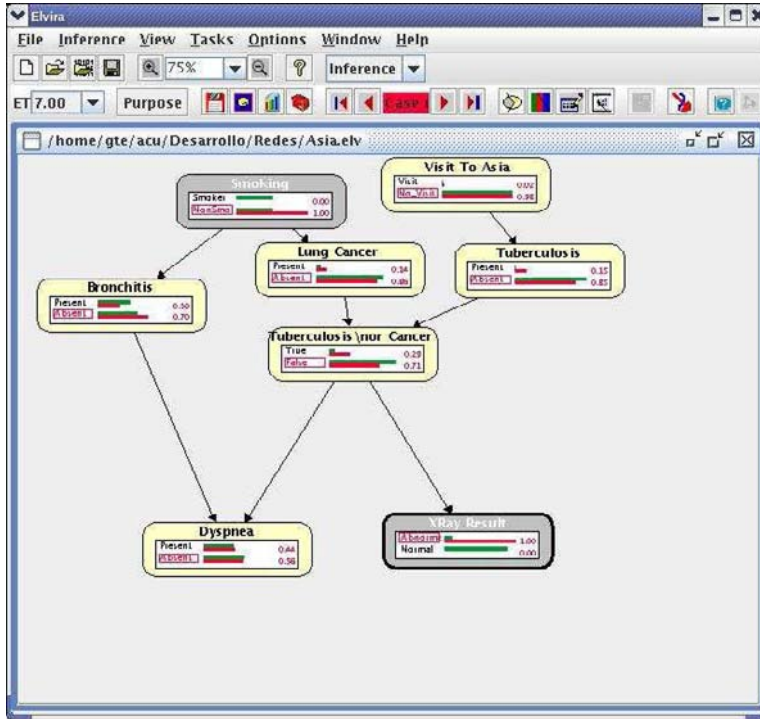 Elvira
File Inference View Tasks Options Window Help
75% Inference
ET 7.00 Purpose
/home/gte/acu/Desarrollo/Redes/Asia.elv
Smoking
Smoker 0.00
NonSmo 1.00
Visit To Asia
Visit 0.02
No_Visit 0.98
Lung Cancer
Present 0.14
Absent
Tuberculosis
Present 0.15
Absent 0.85
Bronchitis
Present 0.30
Absent 0.70
Tuberculosis \nor Cancer
True 0.29
False 0.71
Dyspnea
Present 0.44
Absent 0.56
XRay Result
Abnorm 1.00
Normal 0.00